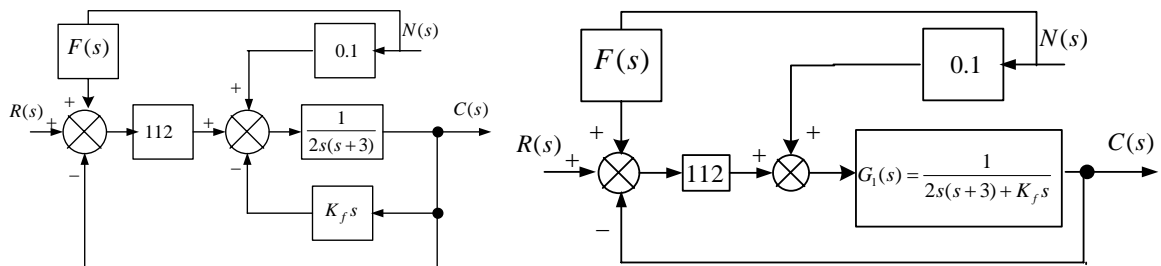 F(s)
N(s)
0.1
+
+
R(s)
+
112
+
1
2s(s+3)
C(s)
−
−
K_f s
F(s)
N(s)
0.1
+
+
R(s)
+
112
+
G_1(s) = 1
2s(s+3)+K_f s
C(s)
−